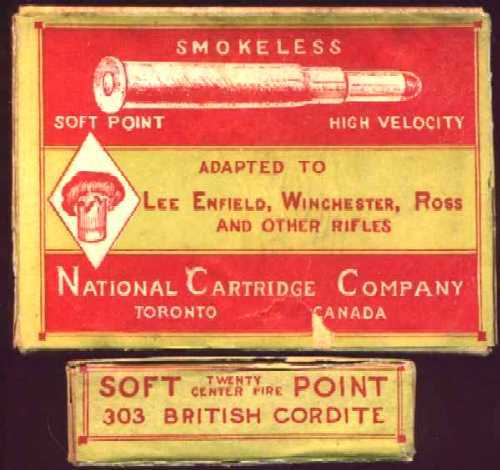 SMOKELESS
SOFT POINT HIGH VELOCITY
ADAPTED TO
LEE ENFIELD, WINCHESTER, ROSS
AND OTHER RIFLES
NATIONAL CARTRIDGE COMPANY
TORONTO CANADA
SOFT TWENTY CENTER FIRE POINT
303 BRITISH CORDITE